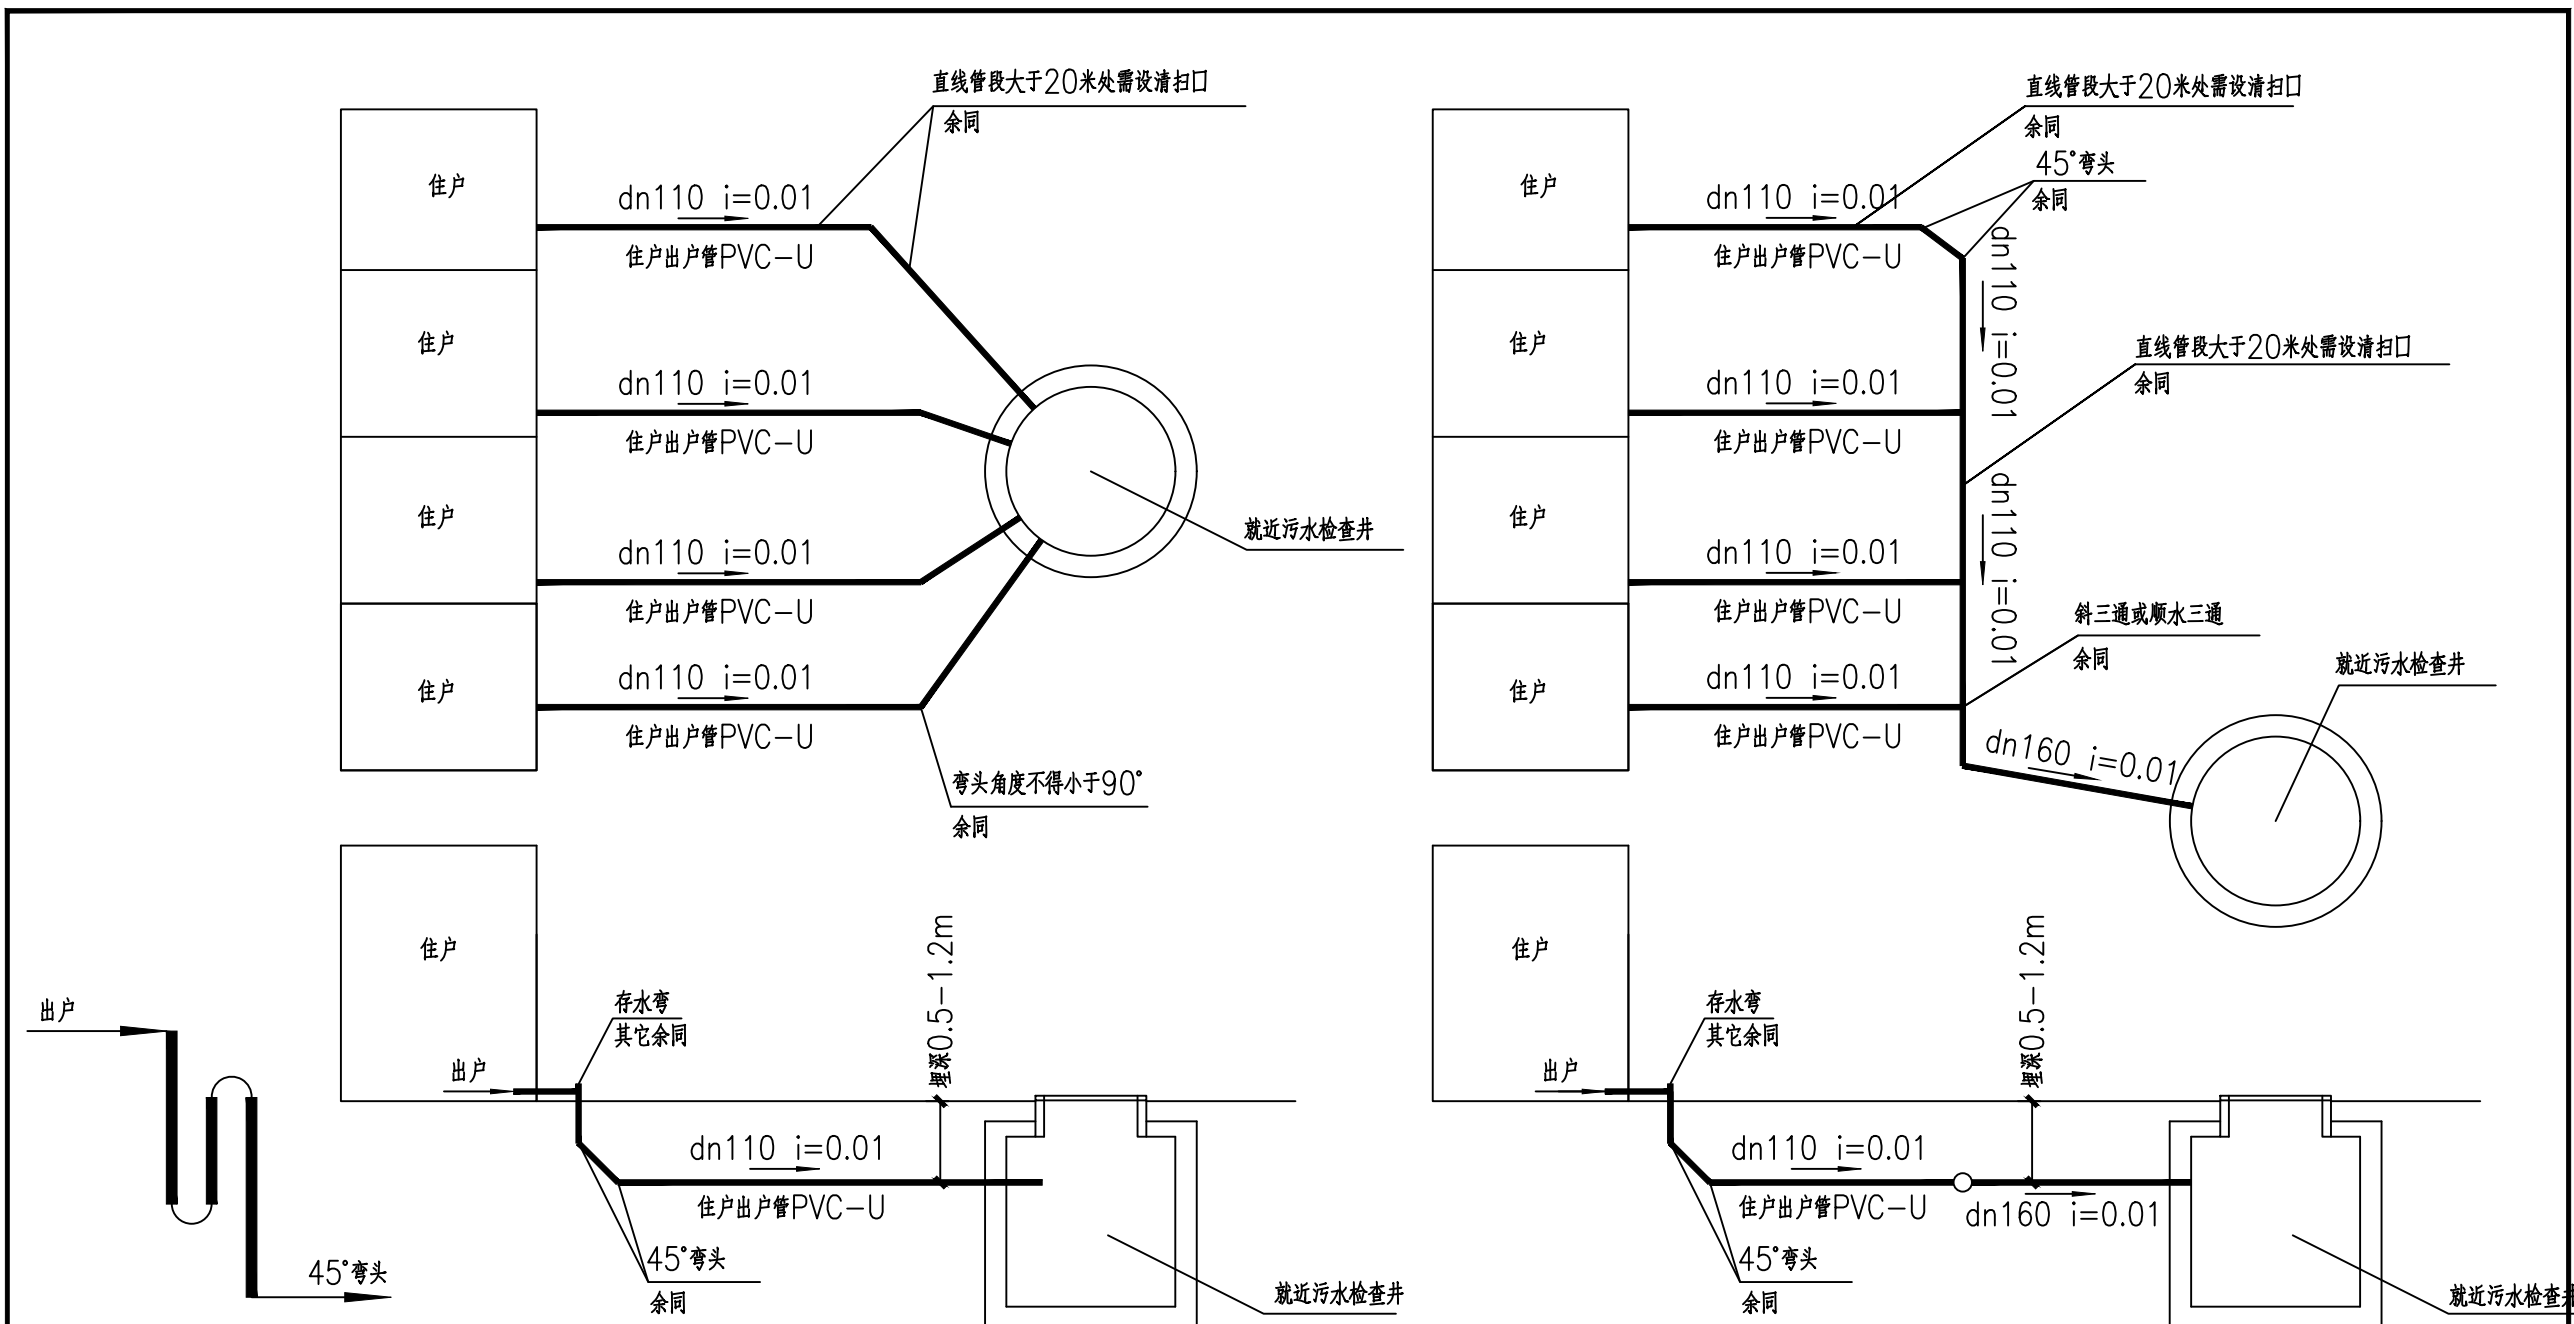 直线管段大于20米处需设清扫口
余同
住户
dn110 i=0.01
住户出户管PVC-U
住户
dn110 i=0.01
住户出户管PVC-U
住户
dn110 i=0.01
住户出户管PVC-U
住户
dn110 i=0.01
住户出户管PVC-U
就近污水检查井
弯头角度不得小于90°
余同
直线管段大于20米处需设清扫口
余同
45°弯头
余同
住户
dn110 i=0.01
住户出户管PVC-U
dn110 i=0.01
直线管段大于20米处需设清扫口
余同
住户
dn110 i=0.01
住户出户管PVC-U
dn110 i=0.01
住户
dn110 i=0.01
住户出户管PVC-U
斜三通或顺水三通
余同
住户
dn110 i=0.01
住户出户管PVC-U
就近污水检查井
dn160 i=0.01
出户
45°弯头
住户
存水弯
其它余同
出户
埋深0.5-1.2m
dn110 i=0.01
住户出户管PVC-U
45°弯头
余同
就近污水检查井
住户
存水弯
其它余同
出户
埋深0.5-1.2m
dn110 i=0.01
住户出户管PVC-U
dn160 i=0.01
45°弯头
余同
就近污水检查井